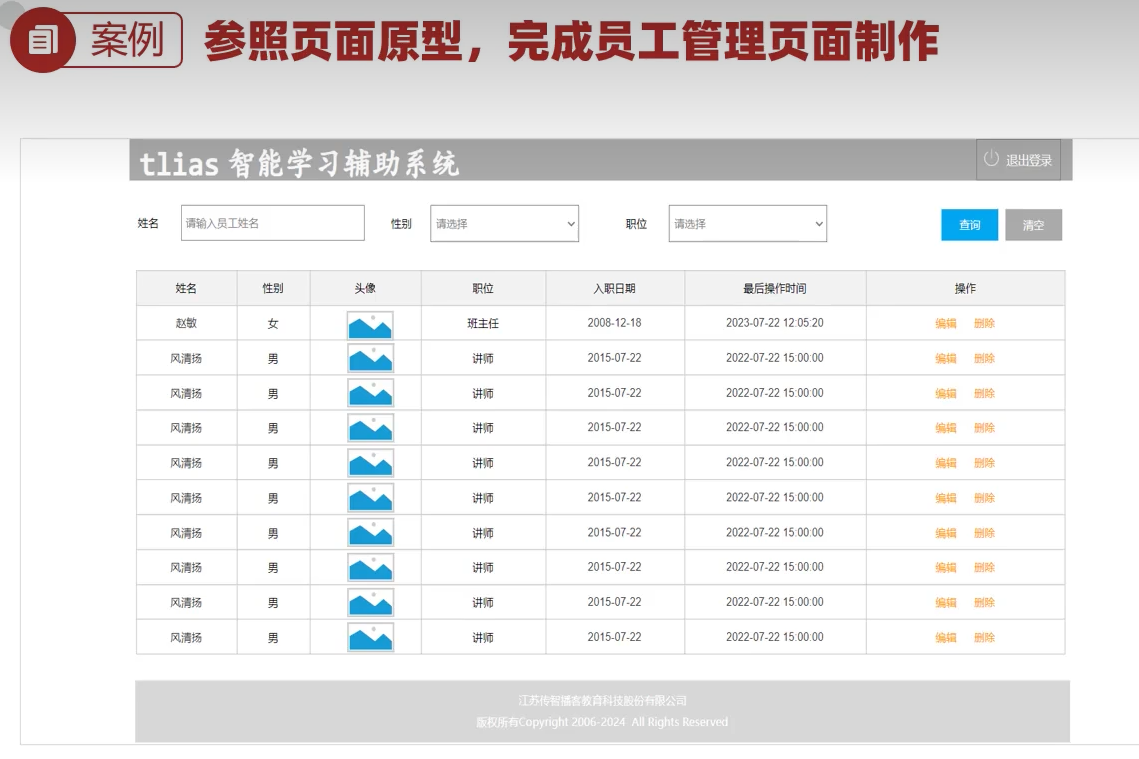 案例 参照页面原型，完成员工管理页面制作
tlias 智能学习辅助系统 退出登录
姓名 请输入员工姓名 性别 请选择 职位 请选择 查询 清空
姓名 性别 头像 职位 入职日期 最后操作时间 操作
赵敏 女 班主任 2008-12-18 2023-07-22 12:05:20 编辑 删除
风清扬 男 讲师 2015-07-22 2022-07-22 15:00:00 编辑 删除
风清扬 男 讲师 2015-07-22 2022-07-22 15:00:00 编辑 删除
风清扬 男 讲师 2015-07-22 2022-07-22 15:00:00 编辑 删除
风清扬 男 讲师 2015-07-22 2022-07-22 15:00:00 编辑 删除
风清扬 男 讲师 2015-07-22 2022-07-22 15:00:00 编辑 删除
风清扬 男 讲师 2015-07-22 2022-07-22 15:00:00 编辑 删除
风清扬 男 讲师 2015-07-22 2022-07-22 15:00:00 编辑 删除
风清扬 男 讲师 2015-07-22 2022-07-22 15:00:00 编辑 删除
风清扬 男 讲师 2015-07-22 2022-07-22 15:00:00 编辑 删除
江苏传智播客教育科技股份有限公司
版权所有Copyright 2006-2024 All Rights Reserved